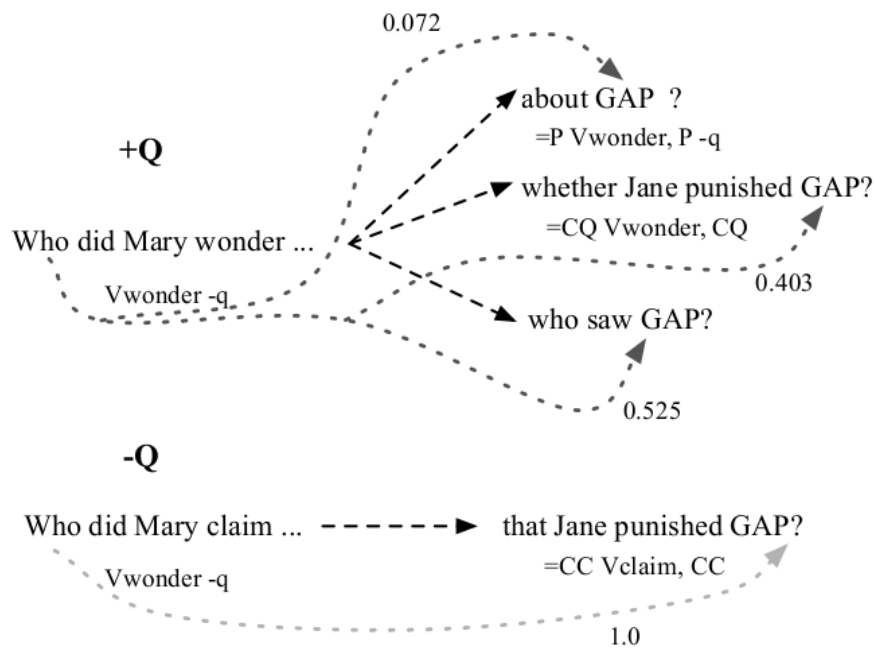 0.072
about GAP ?
=P Vwonder, P -q
+Q
whether Jane punished GAP?
=CQ Vwonder, CQ
Who did Mary wonder ...
0.403
Vwonder -q
who saw GAP?
0.525
-Q
Who did Mary claim ...
that Jane punished GAP?
=CC Vclaim, CC
Vwonder -q
1.0